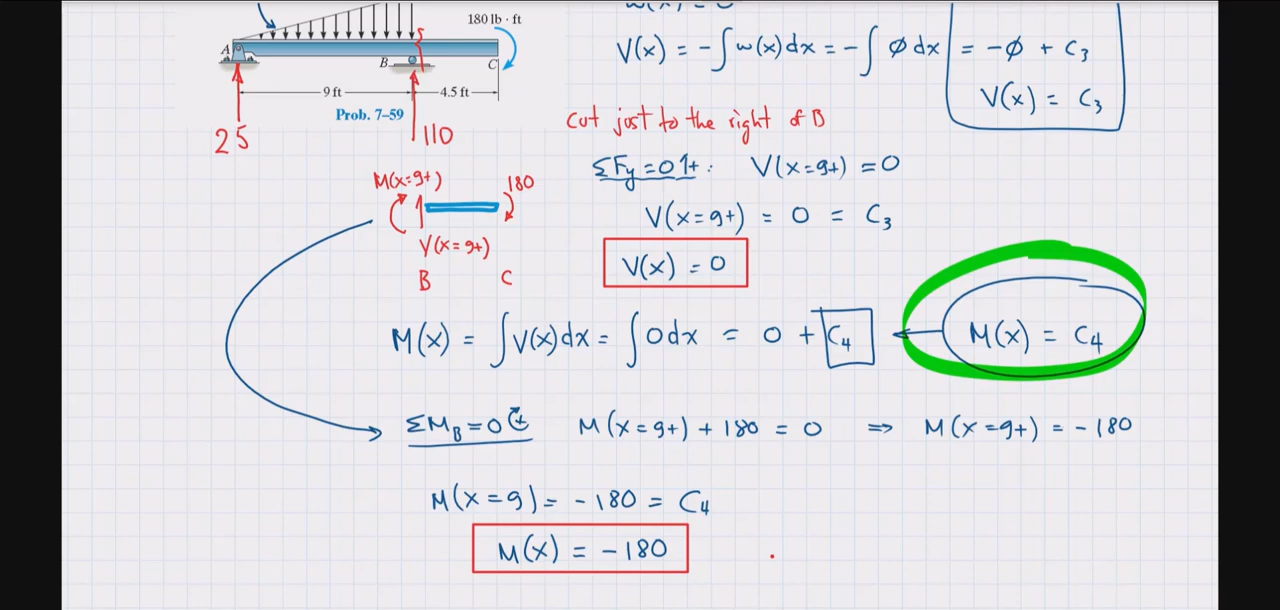 w(x) = 0
180 lb · ft
V(x) = -∫w(x)dx = -∫ ∅ dx = -∅ + C₃
V(x) = C₃
A
B
C
9 ft
4.5 ft
Prob. 7–59
25
110
cut just to the right of B
ΣFy=0↑+: V(x=9+) = 0
M(x=9+)
180
V(x=9+) = 0 = C₃
V(x=9+)
V(x) = 0
B C
M(x) = ∫V(x)dx = ∫0dx = 0 + C₄ ← M(x) = C₄
ΣM_B=0↻+ M(x=9+) + 180 = 0 ⇒ M(x=9+) = -180
M(x=9) = -180 = C₄
M(x) = -180